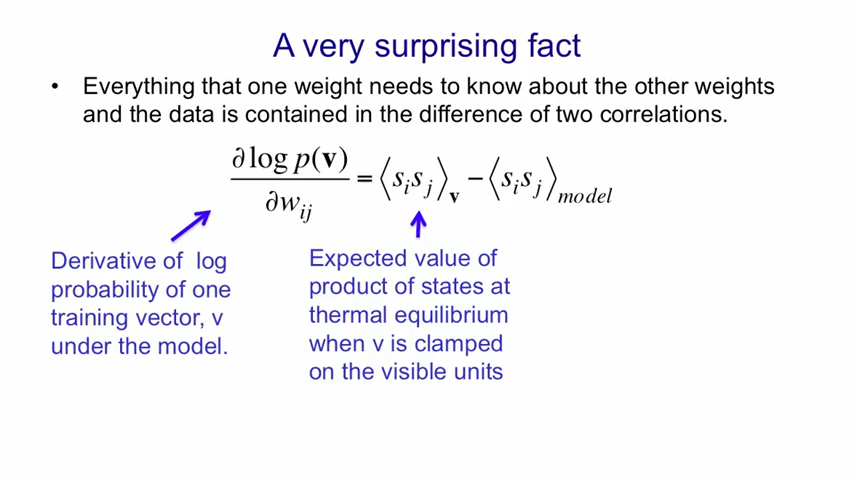 A very surprising fact
• Everything that one weight needs to know about the other weights
and the data is contained in the difference of two correlations.
∂ log p(v) / ∂w_ij = ⟨s_i s_j⟩_v − ⟨s_i s_j⟩_model
Derivative of log
probability of one
training vector, v
under the model.
Expected value of
product of states at
thermal equilibrium
when v is clamped
on the visible units